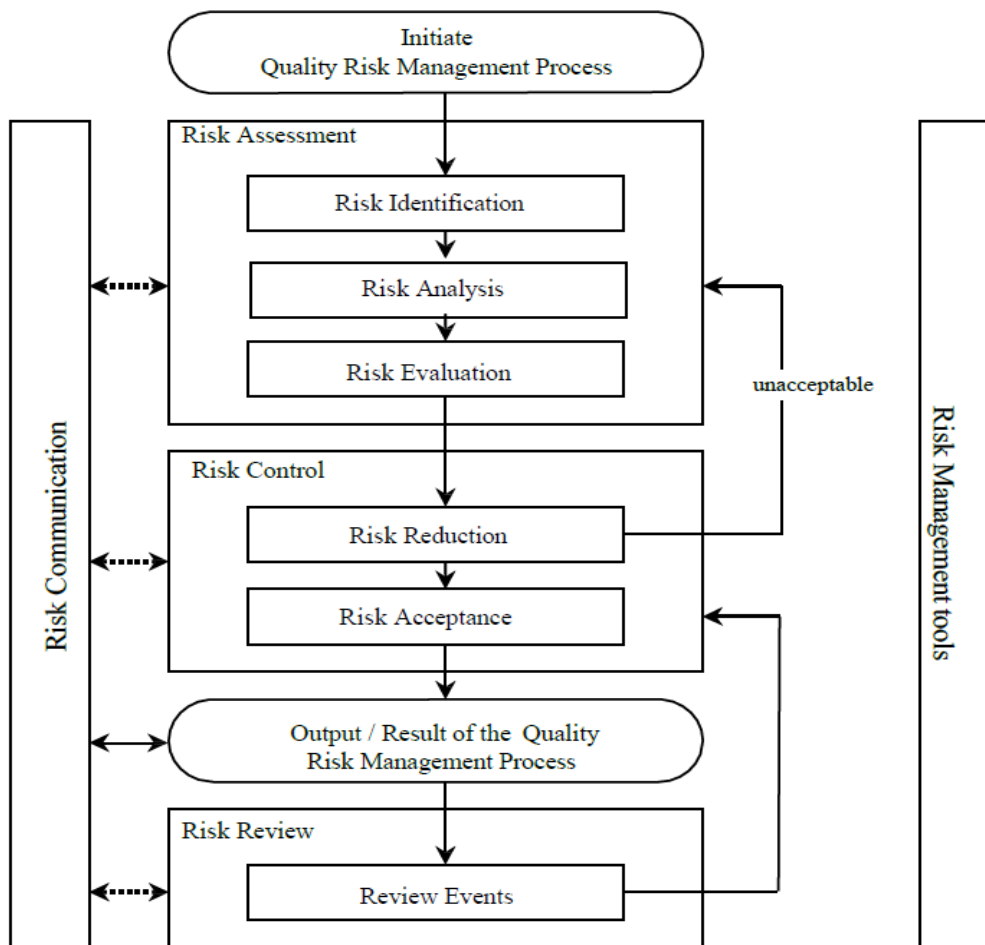 Initiate
Quality Risk Management Process
Risk Assessment
Risk Identification
Risk Analysis
Risk Evaluation
unacceptable
Risk Communication
Risk Management tools
Risk Control
Risk Reduction
Risk Acceptance
Output / Result of the Quality
Risk Management Process
Risk Review
Review Events